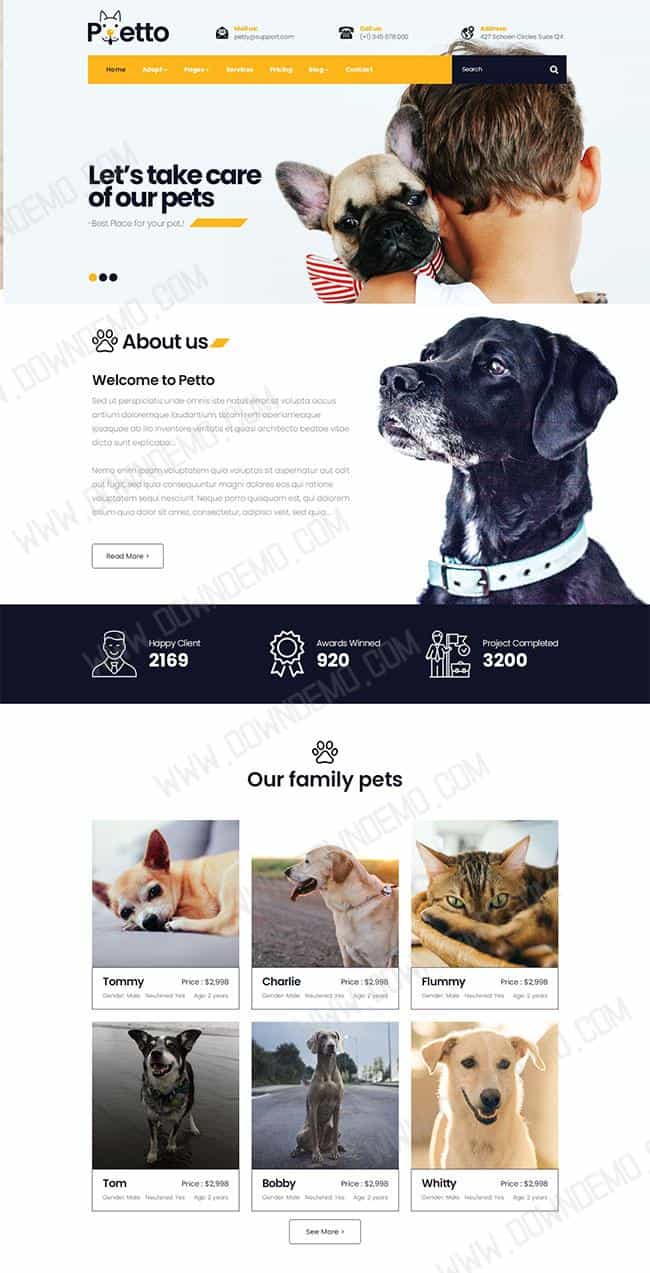 Petto
Mail us:
petty@support.com
Call us:
(+1) 345 678 000
Address:
427 Schoen Circles Suite 124
Home Adopt Pages Services Pricing Blog Contact Search
Let's take care
of our pets
-Best Place for your pet.!
About us
Welcome to Petto
Sed ut perspiciatis unde omnis iste natus error sit volupta accus
antium doloremque laudantium, totam rem aperiameaque
ipsaquae ab illo inventore veritatis et quasi architecto beatae vitae
dicta sunt explicabo...
Nemo enim ipsam voluptatem quia voluptas sit aspernatur aut odit
aut fugit, sed quia consequuntur magni dolores eos qui ratione
voluptatem sequi nesciunt. Neque porro quisquam est, qui dolorem
ipsum quia dolor sit amet, consectetur, adipisci velit, sed quia...
Read More >
Happy Client
2169
Awards Winned
920
Project Completed
3200
Our family pets
Tommy Price : $2,998
Gender: Male Neutered: Yes Age: 2 years
Charlie Price : $2,998
Gender: Male Neutered: Yes Age: 2 years
Flummy Price : $2,998
Gender: Male Neutered: Yes Age: 2 years
Tom Price : $2,998
Gender: Male Neutered: Yes Age: 2 years
Bobby Price : $2,998
Gender: Male Neutered: Yes Age: 2 years
Whitty Price : $2,998
Gender: Male Neutered: Yes Age: 2 years
See More >
WWW.DOWNDEMO.COM